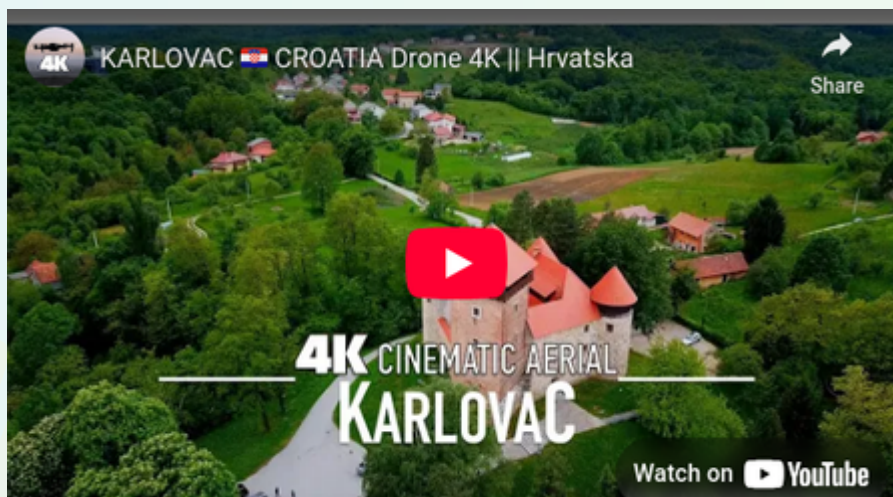 4K
KARLOVAC 🇭🇷 CROATIA Drone 4K || Hrvatska
Share
4K CINEMATIC AERIAL
KARLOVAC
Watch on YouTube